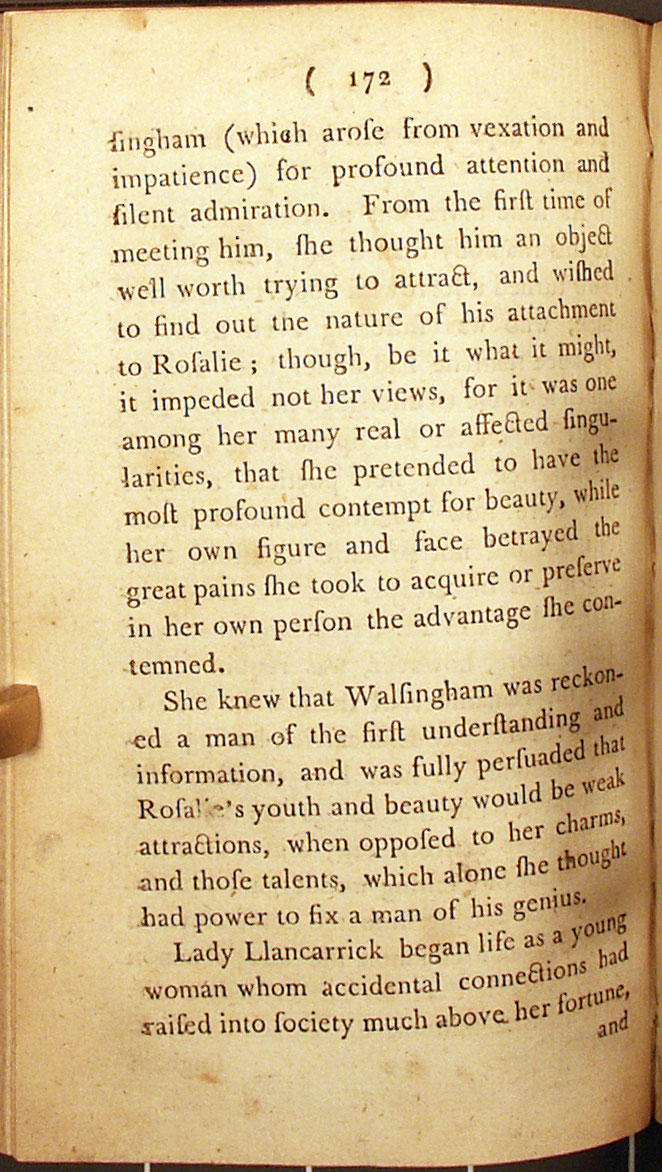 ( 172 )
ſingham (which aroſe from vexation and
impatience) for profound attention and
ſilent admiration. From the firſt time of
meeting him, ſhe thought him an object
well worth trying to attract, and wiſhed
to find out the nature of his attachment
to Roſalie ; though, be it what it might,
it impeded not her views, for it was one
among her many real or affected ſingu-
larities, that ſhe pretended to have the
moſt profound contempt for beauty, while
her own figure and face betrayed the
great pains ſhe took to acquire or preſerve
in her own perſon the advantage ſhe con-
temned.
She knew that Walſingham was reckon-
ed a man of the firſt underſtanding and
information, and was fully perſuaded that
Roſalie's youth and beauty would be weak
attractions, when oppoſed to her charms,
and thoſe talents, which alone ſhe thought
had power to fix a man of his genius.
Lady Llancarrick began life as a young
woman whom accidental connections had
raiſed into ſociety much above her fortune,
and